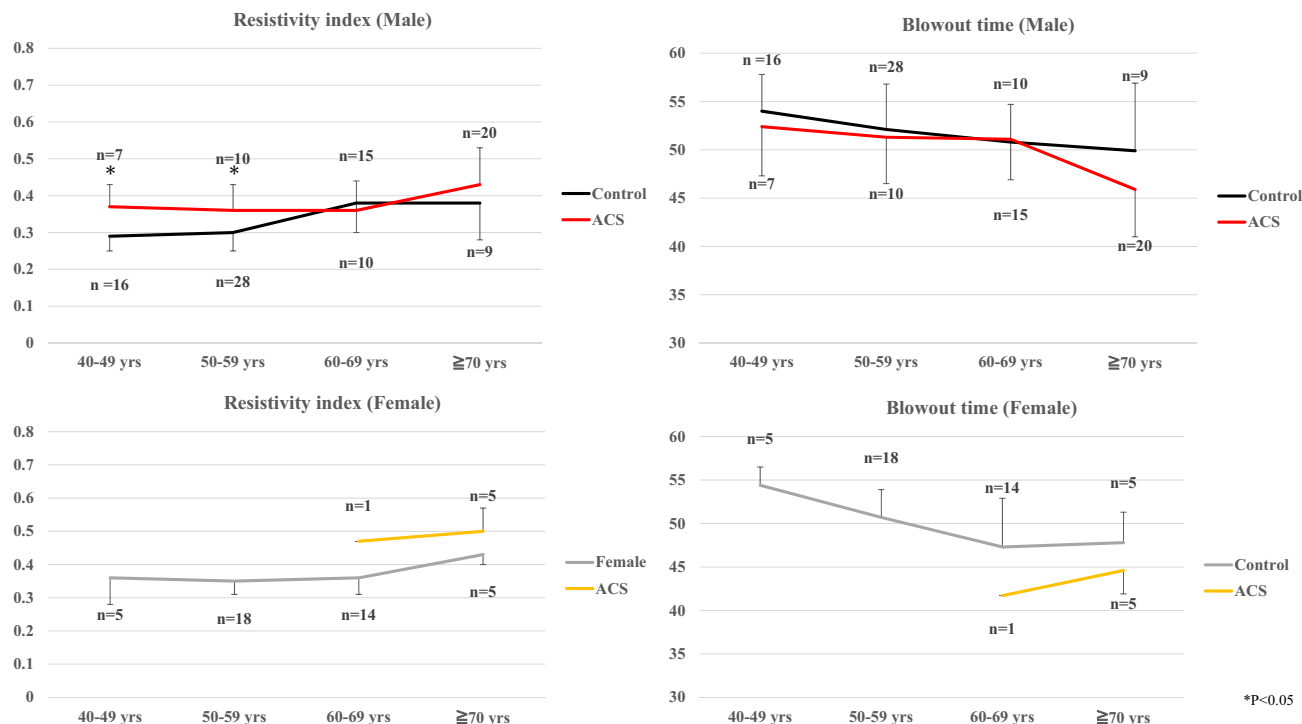 Resistivity index (Male)
0.8
0.7
0.6
0.5
0.4
0.3
0.2
0.1
0
n=7
*
n=10
*
n=15
n=20
n =16
n=28
n=10
n=9
Control
ACS
40-49 yrs
50-59 yrs
60-69 yrs
≧70 yrs
Blowout time (Male)
60
55
50
45
40
35
30
n =16
n=28
n=10
n=9
n=7
n=10
n=15
n=20
Control
ACS
40-49 yrs
50-59 yrs
60-69 yrs
≧70 yrs
Resistivity index (Female)
0.8
0.7
0.6
0.5
0.4
0.3
0.2
0.1
0
n=1
n=5
n=5
n=18
n=14
n=5
Female
ACS
40-49 yrs
50-59 yrs
60-69 yrs
≧70 yrs
Blowout time (Female)
60
55
50
45
40
35
30
n=5
n=18
n=14
n=5
n=1
n=5
Control
ACS
40-49 yrs
50-59 yrs
60-69 yrs
≧70 yrs
*P<0.05